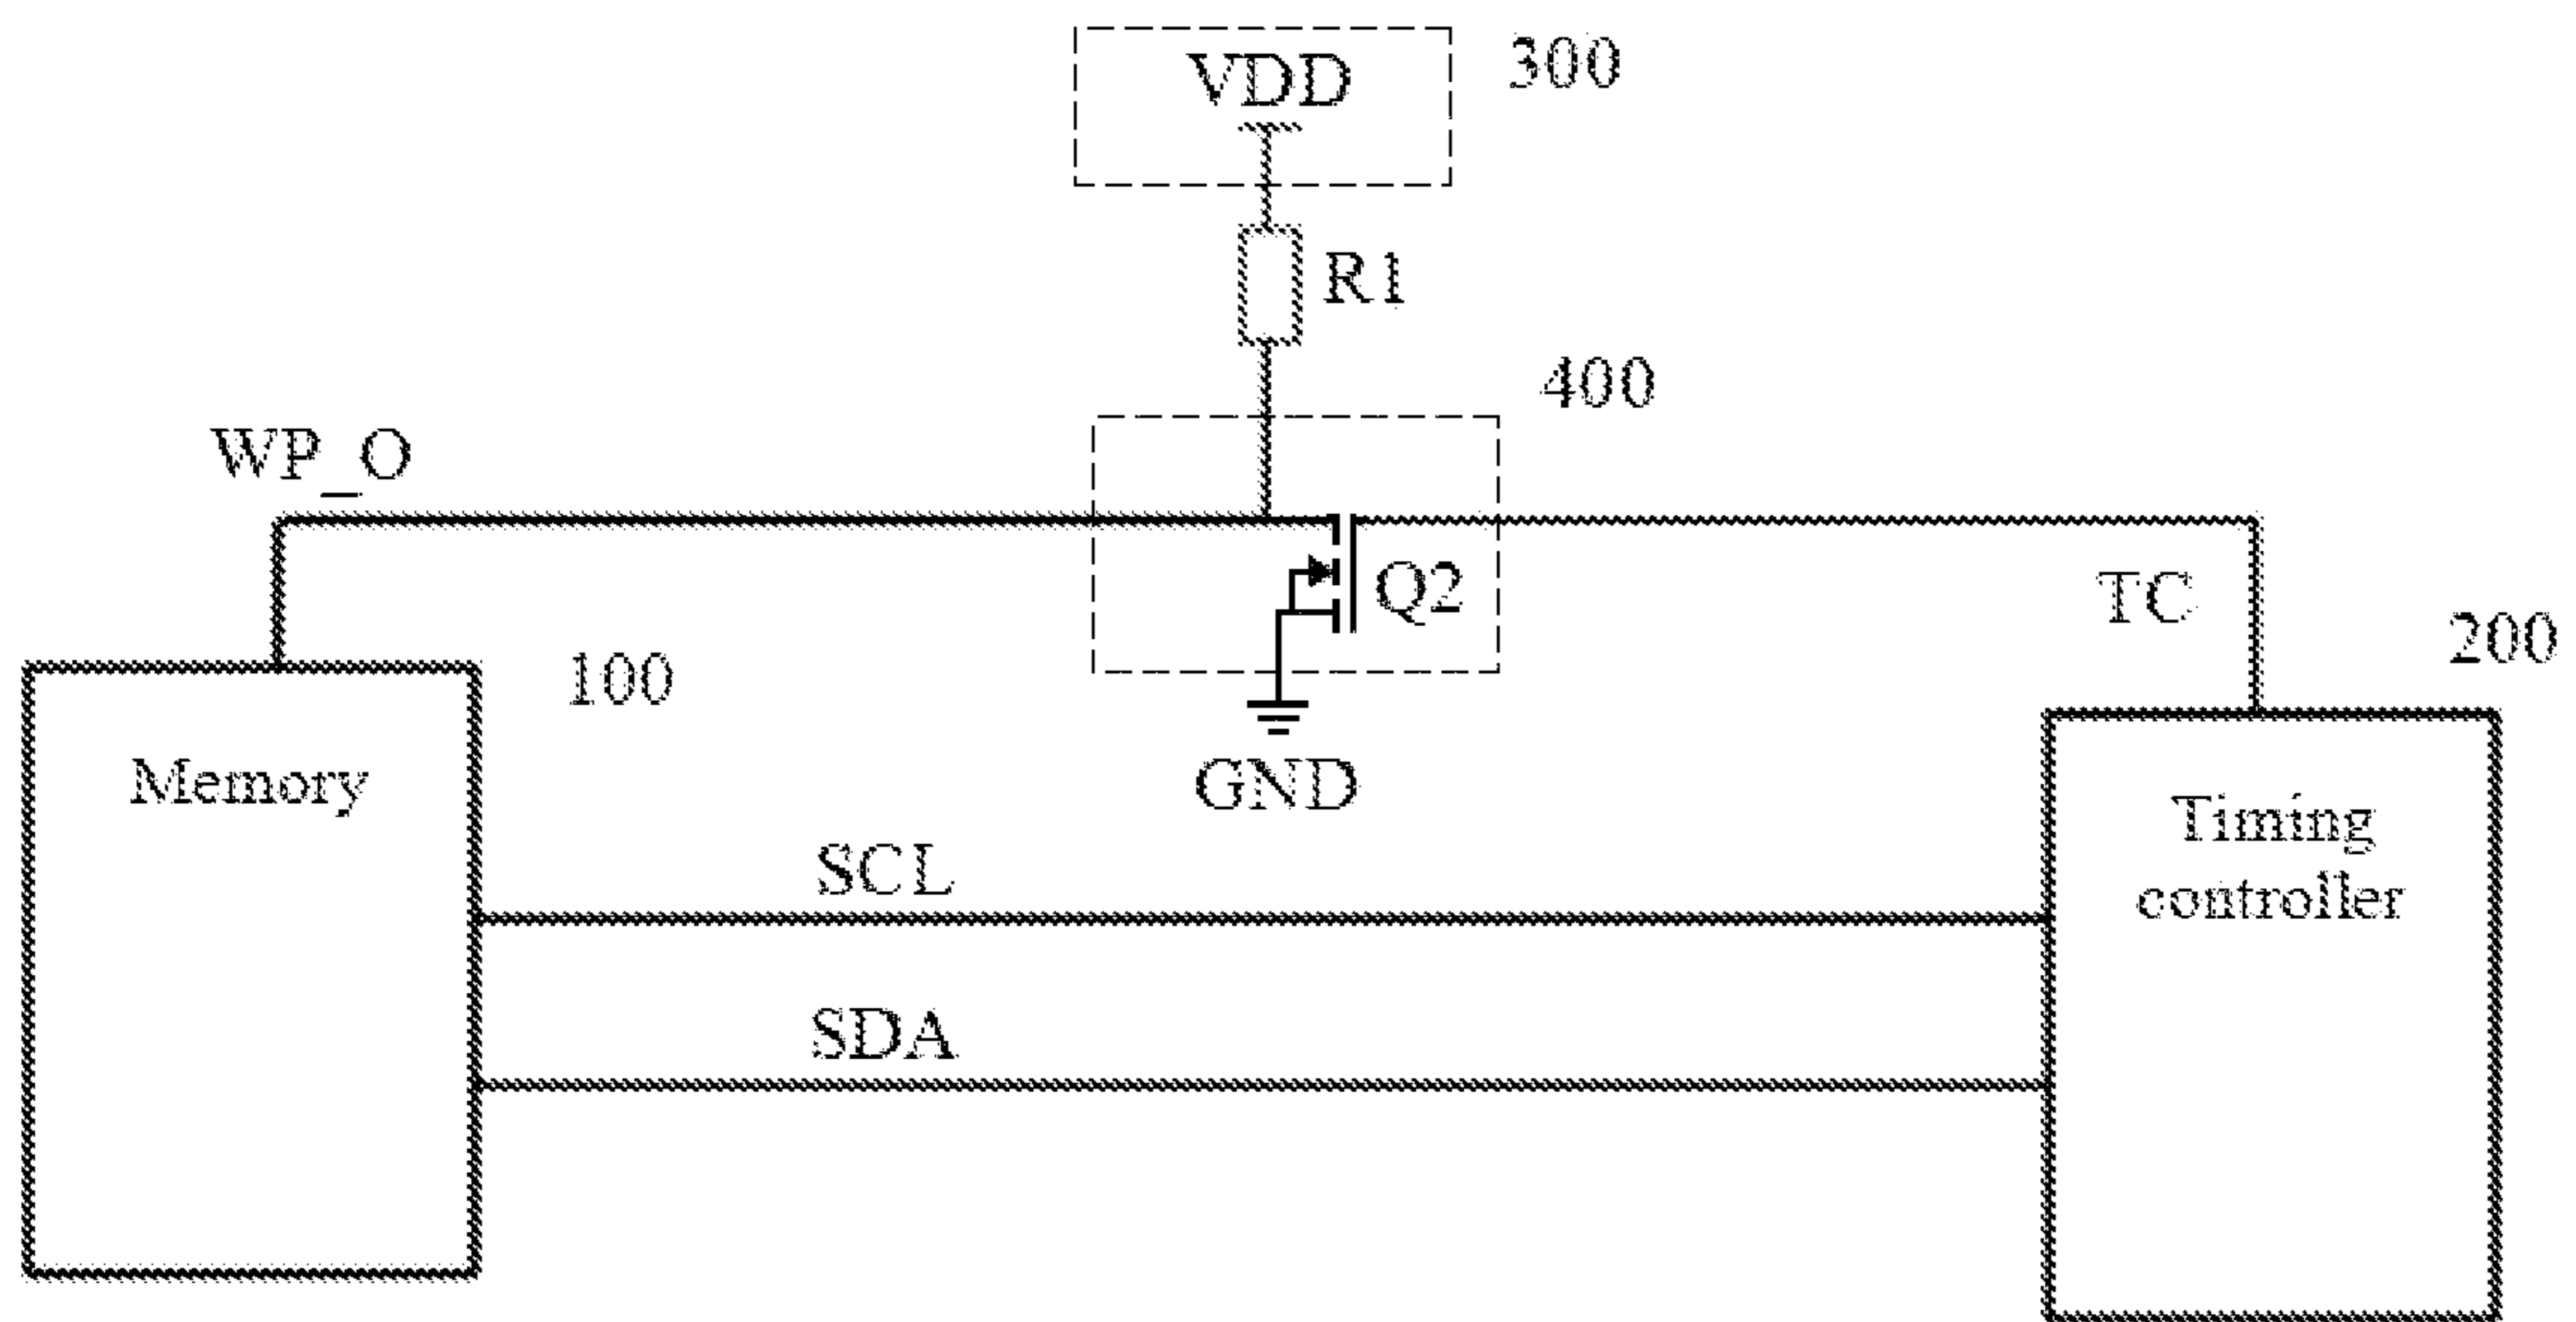 VDD
300
R1
400
WP_O
Q2
TC
200
100
Memory
GND
Timing
controller
SCL
SDA